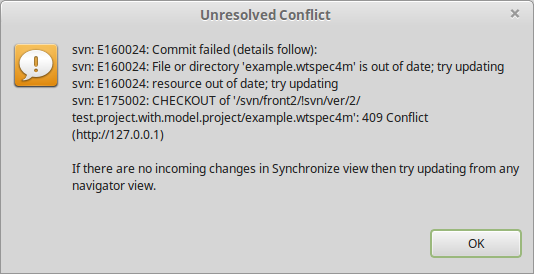 Unresolved Conflict
svn: E160024: Commit failed (details follow):
svn: E160024: File or directory 'example.wtspec4m' is out of date; try updating
svn: E160024: resource out of date; try updating
svn: E175002: CHECKOUT of '/svn/front2/!svn/ver/2/
test.project.with.model.project/example.wtspec4m': 409 Conflict
(http://127.0.0.1)
If there are no incoming changes in Synchronize view then try updating from any
navigator view.
OK